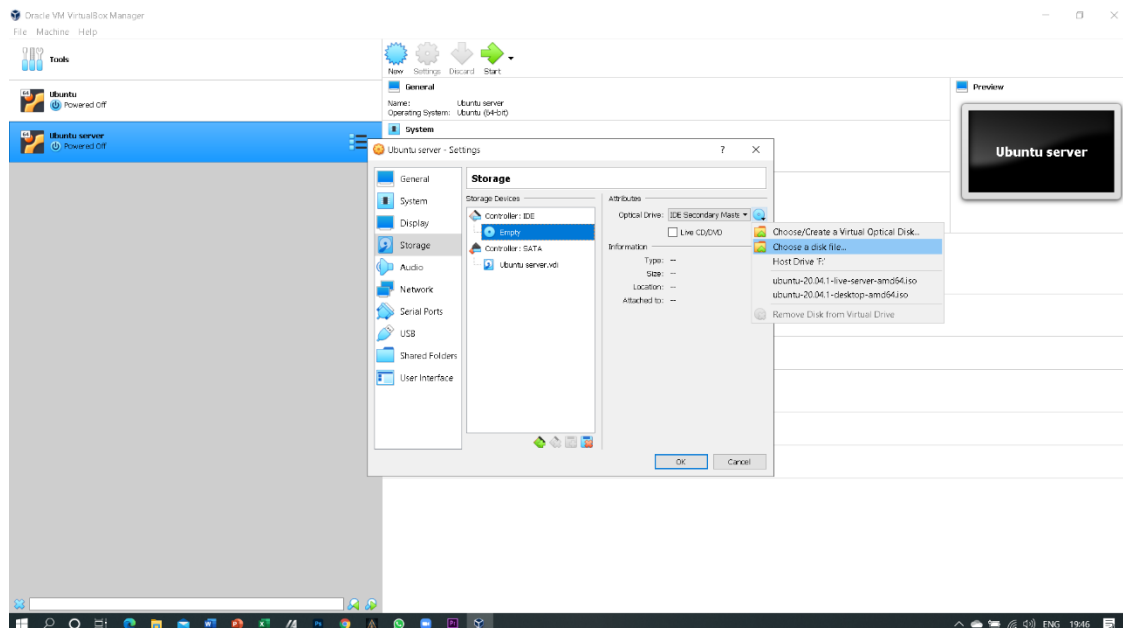 Oracle VM VirtualBox Manager
File Machine Help
Tools
New Settings Discard Start
64 Ubuntu
Powered Off
64 Ubuntu server
Powered Off
General
Name: Ubuntu server
Operating System: Ubuntu (64-bit)
System
Preview
Ubuntu server
Ubuntu server - Settings ?
General
System
Display
Storage
Audio
Network
Serial Ports
USB
Shared Folders
User Interface
Storage
Storage Devices
Controller: IDE
Empty
Controller: SATA
Ubuntu server.vdi
Attributes
Optical Drive: IDE Secondary Maste
Live CD/DVD
Information
Type: --
Size: --
Location: --
Attached to: --
Choose/Create a Virtual Optical Disk...
Choose a disk file...
Host Drive 'F:'
ubuntu-20.04.1-live-server-amd64.iso
ubuntu-20.04.1-desktop-amd64.iso
Remove Disk from Virtual Drive
OK Cancel
ENG 19:46